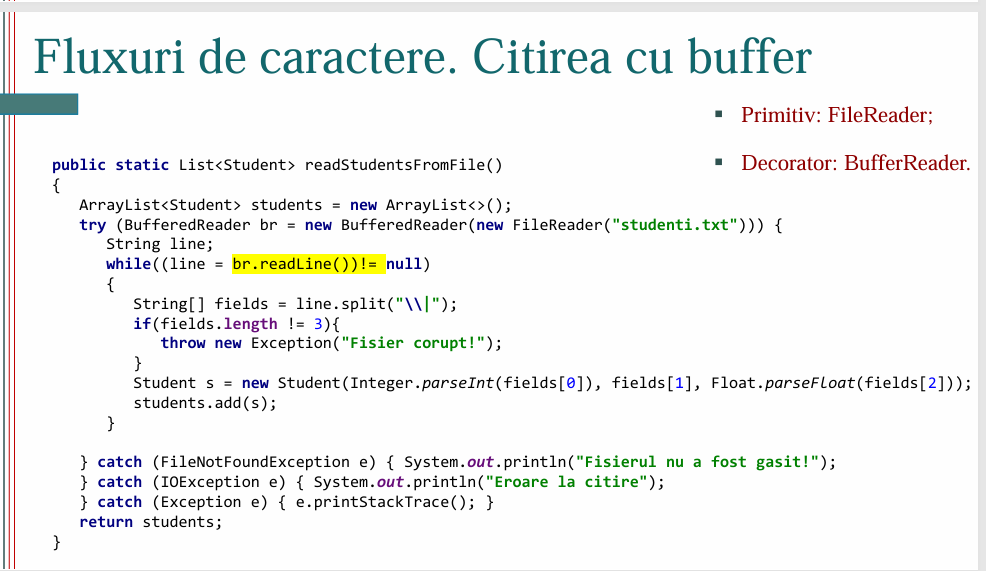 Fluxuri de caractere. Citirea cu buffer
▪ Primitiv: FileReader;
▪ Decorator: BufferReader.
public static List<Student> readStudentsFromFile()
{
   ArrayList<Student> students = new ArrayList<>();
   try (BufferedReader br = new BufferedReader(new FileReader("studenti.txt"))) {
      String line;
      while((line = br.readLine())!= null)
      {
         String[] fields = line.split("\\|");
         if(fields.length != 3){
            throw new Exception("Fisier corupt!");
         }
         Student s = new Student(Integer.parseInt(fields[0]), fields[1], Float.parseFloat(fields[2]));
         students.add(s);
      }
   } catch (FileNotFoundException e) { System.out.println("Fisierul nu a fost gasit!");
   } catch (IOException e) { System.out.println("Eroare la citire");
   } catch (Exception e) { e.printStackTrace(); }
   return students;
}